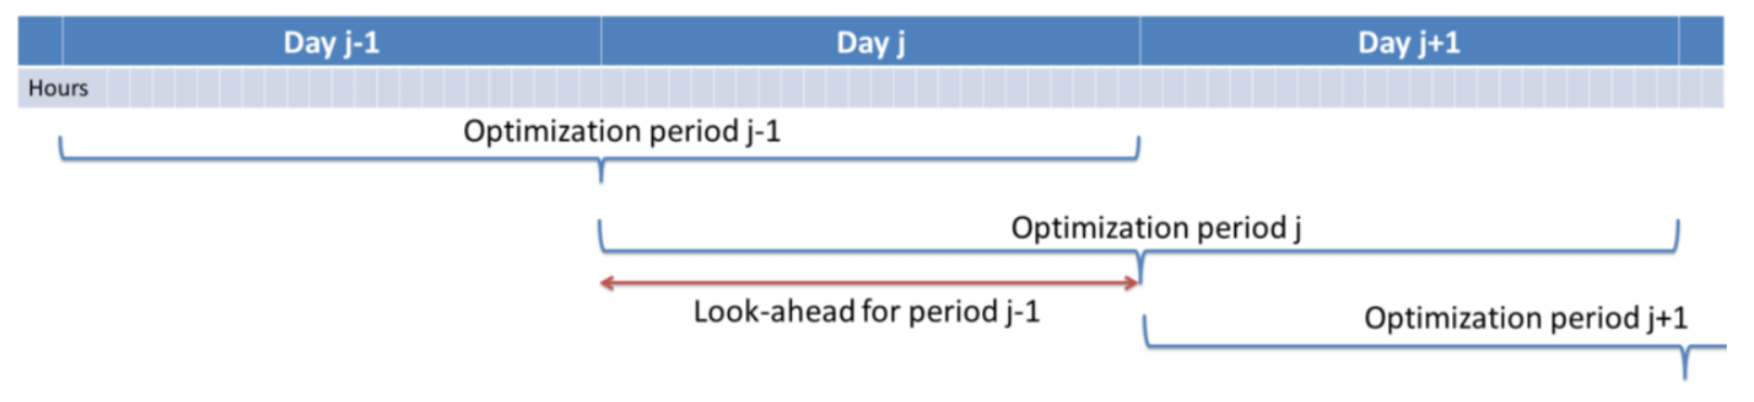 Day j-1 Day j Day j+1
Hours
Optimization period j-1
Optimization period j
Look-ahead for period j-1
Optimization period j+1